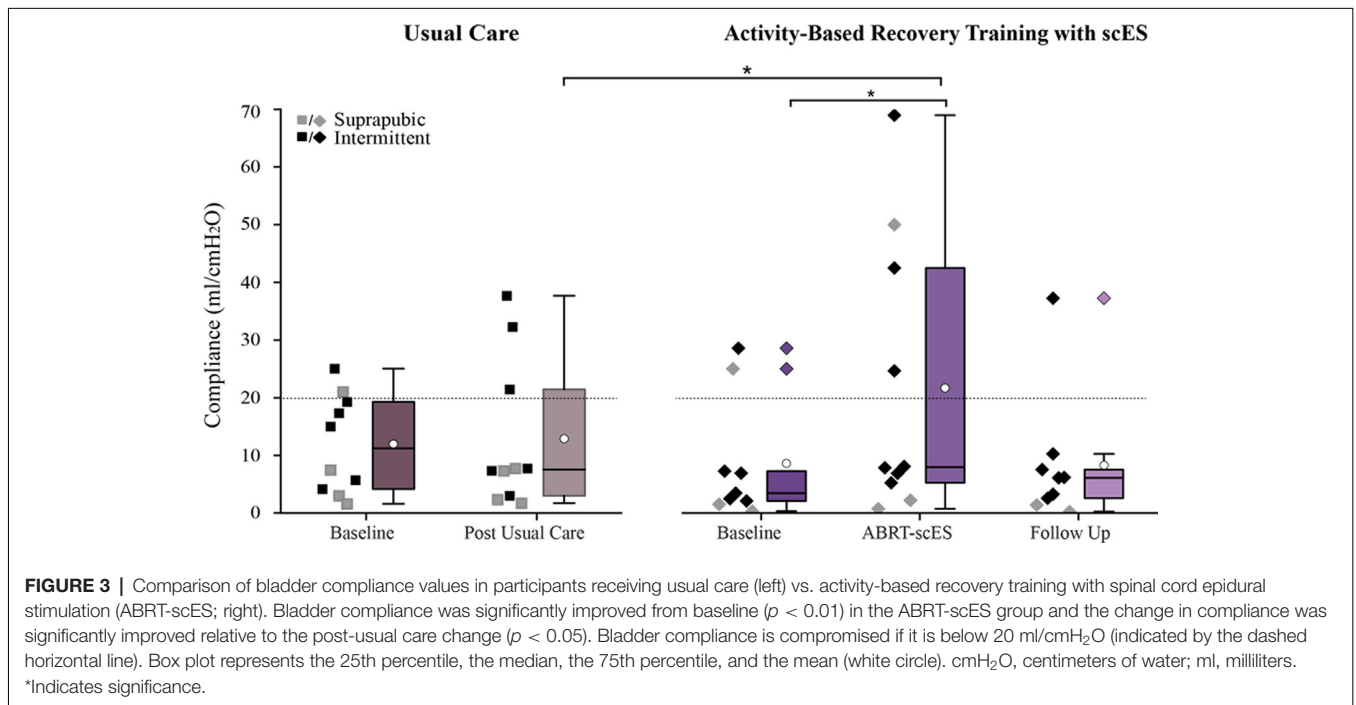 Usual Care
Activity-Based Recovery Training with scES
*
*
Suprapubic
Intermittent
Compliance (ml/cmH2O)
70
60
50
40
30
20
10
0
Baseline
Post Usual Care
Baseline
ABRT-scES
Follow Up
FIGURE 3 | Comparison of bladder compliance values in participants receiving usual care (left) vs. activity-based recovery training with spinal cord epidural
stimulation (ABRT-scES; right). Bladder compliance was significantly improved from baseline (p < 0.01) in the ABRT-scES group and the change in compliance was
significantly improved relative to the post-usual care change (p < 0.05). Bladder compliance is compromised if it is below 20 ml/cmH₂O (indicated by the dashed
horizontal line). Box plot represents the 25th percentile, the median, the 75th percentile, and the mean (white circle). cmH₂O, centimeters of water; ml, milliliters.
*Indicates significance.